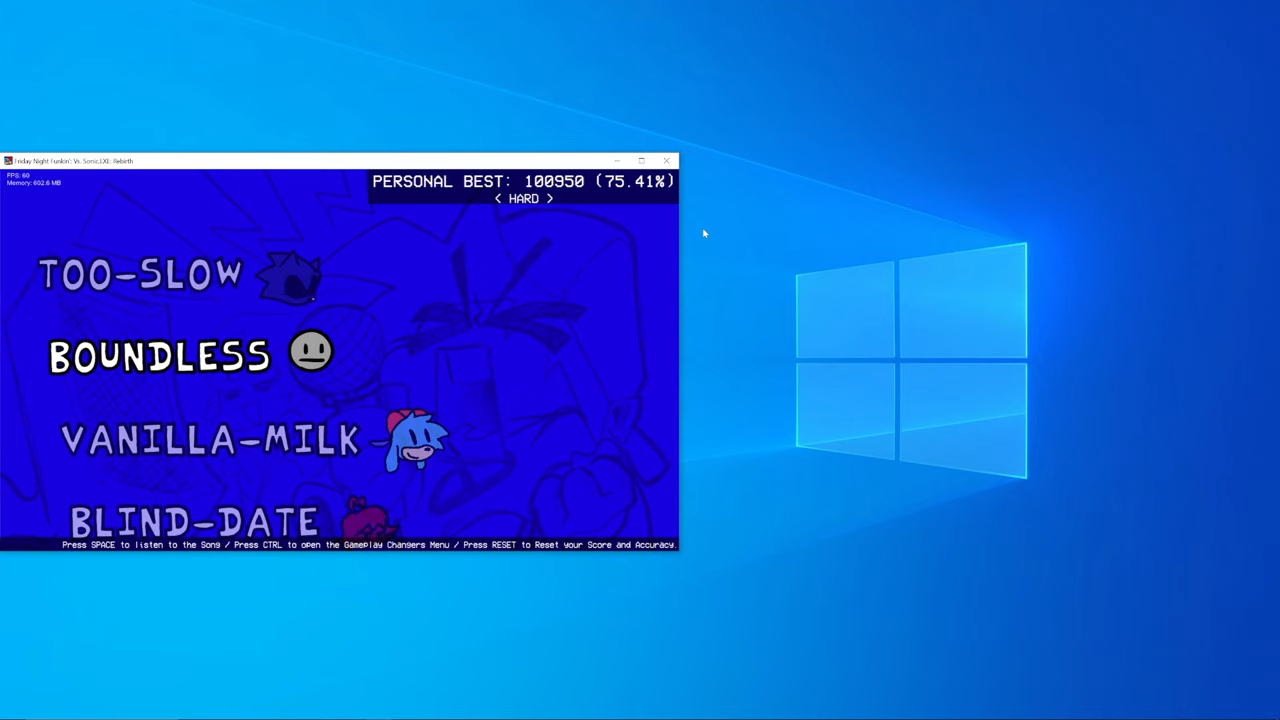 Friday Night Funkin': Vs. Sonic.EXE: Rebirth
FPS: 60
Memory: 602.6 MB
PERSONAL BEST: 100950 (75.41%)
< HARD >
TOO-SLOW
BOUNDLESS
VANILLA-MILK
BLIND-DATE
Press SPACE to listen to the Song / Press CTRL to open the Gameplay Changers Menu / Press RESET to Reset your Score and Accuracy.